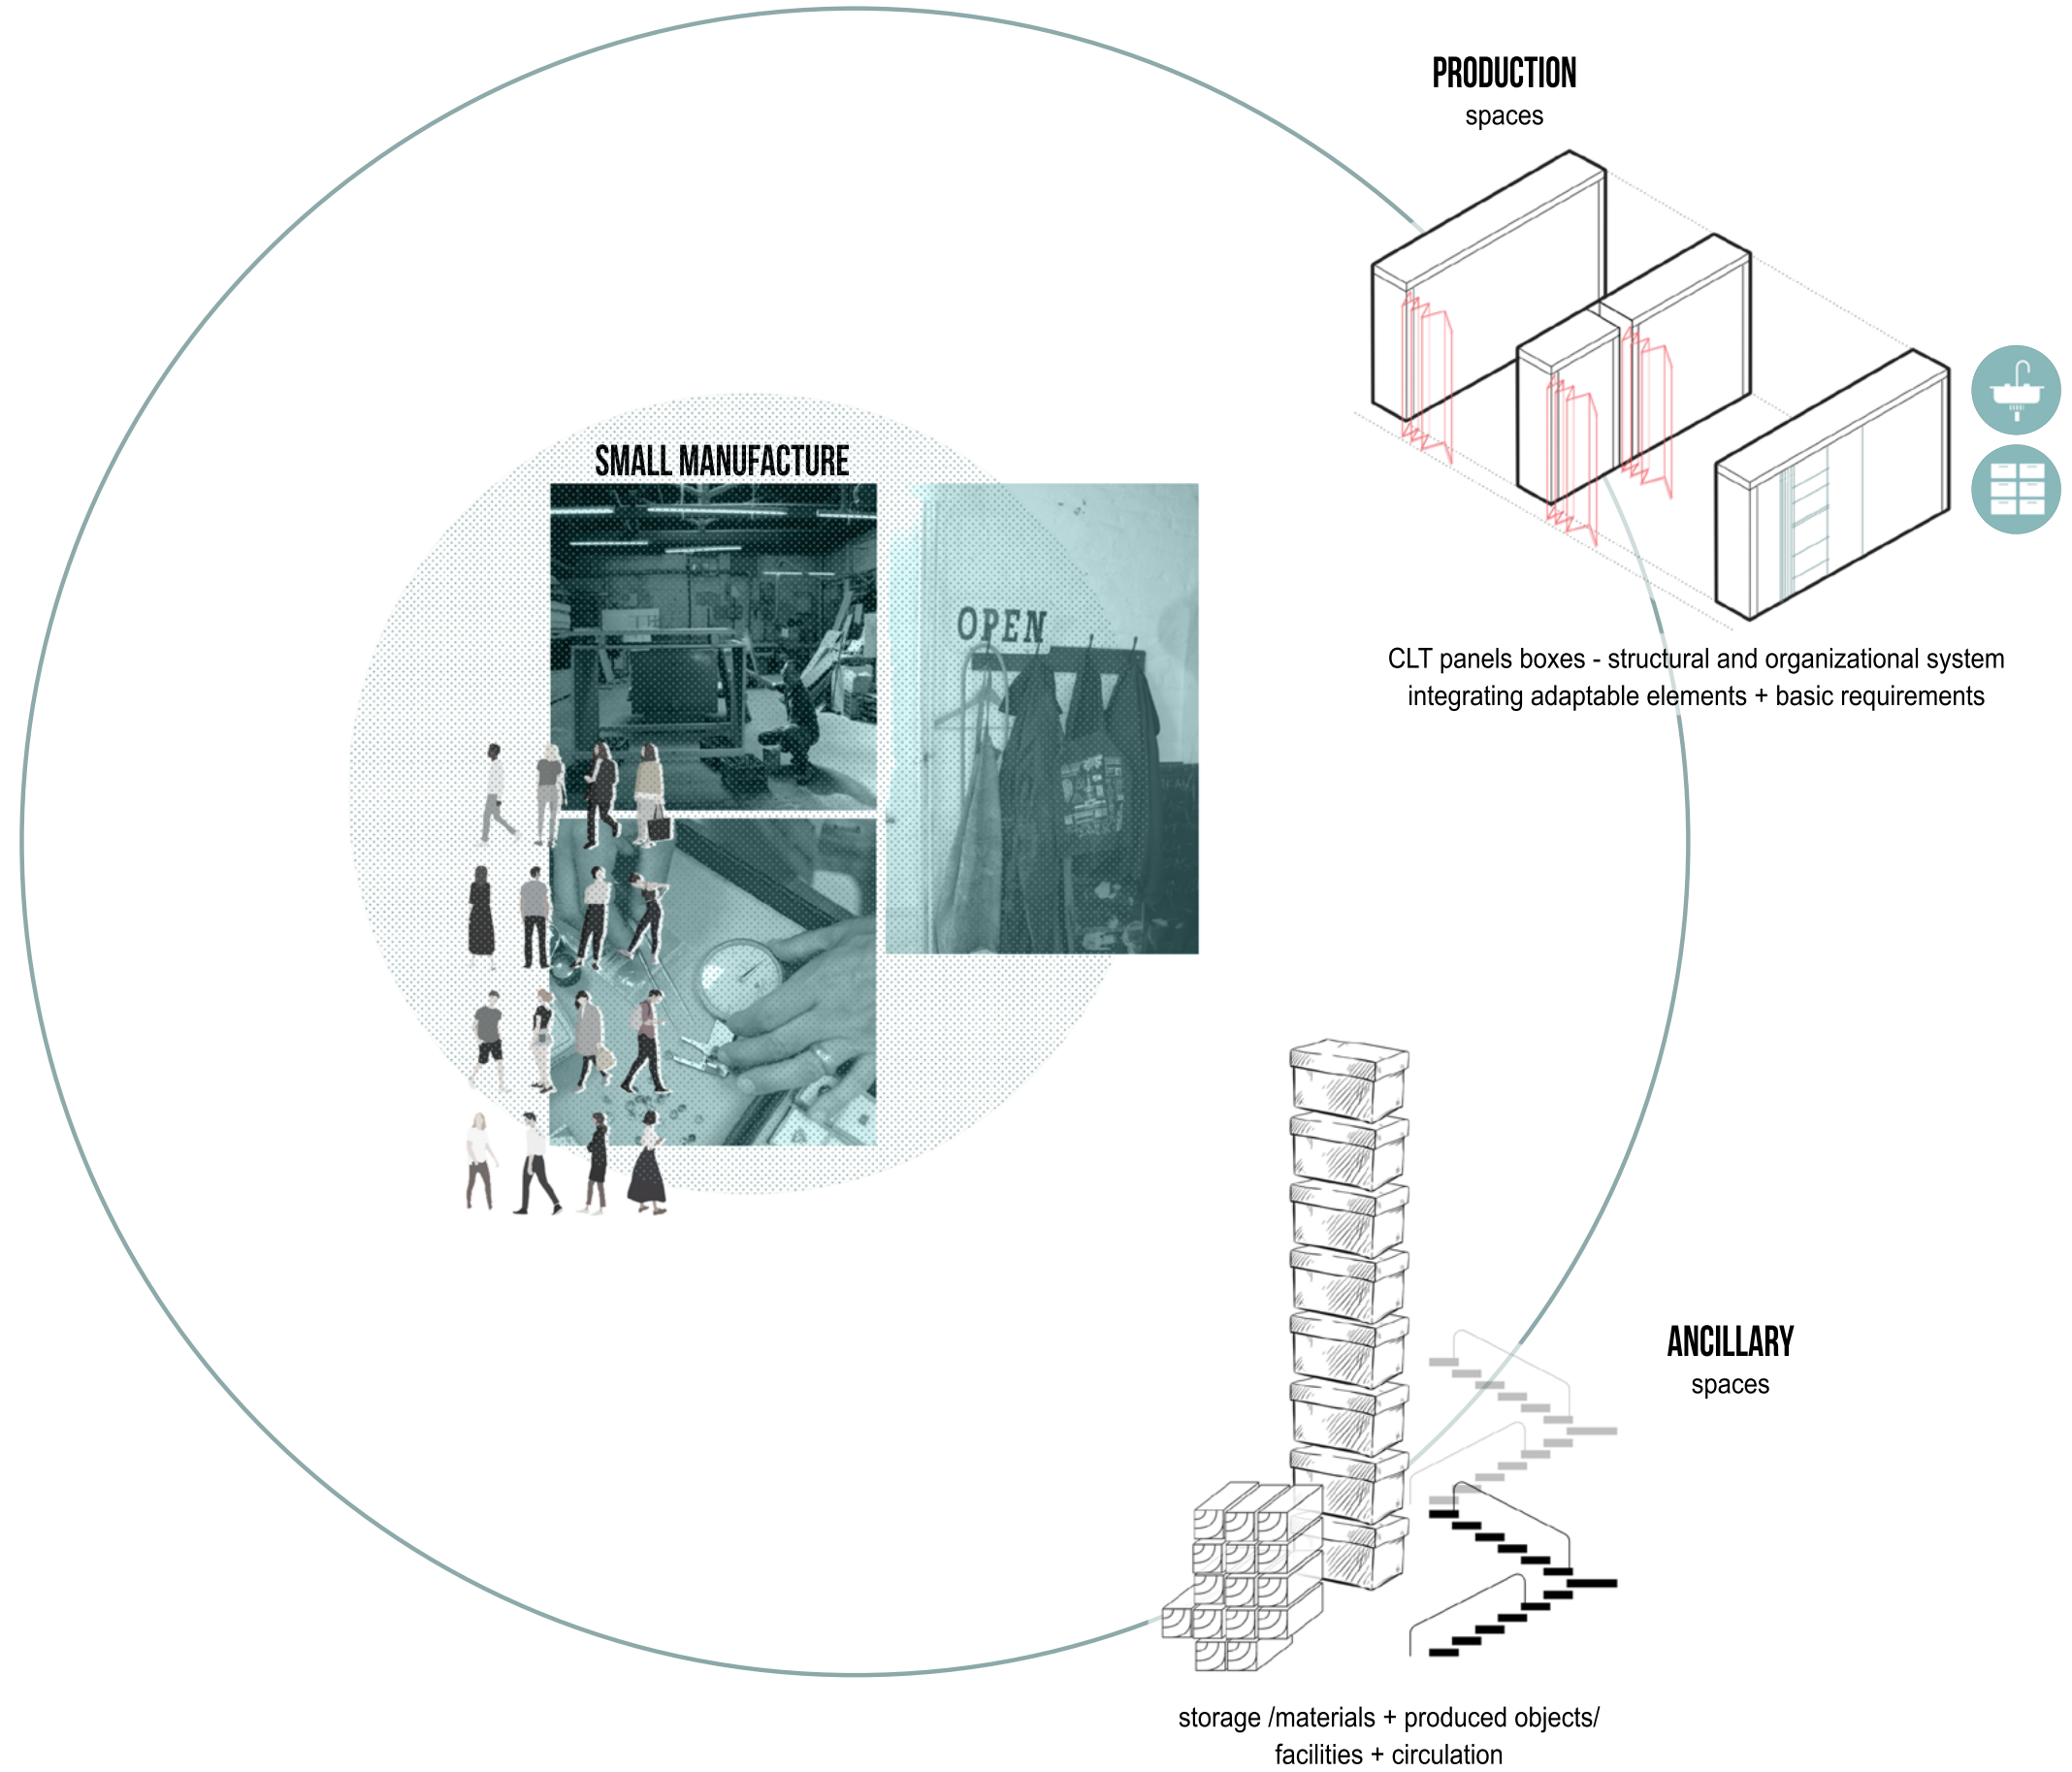 PRODUCTION
spaces
SMALL MANUFACTURE
OPEN
CLT panels boxes - structural and organizational system
integrating adaptable elements + basic requirements
ANCILLARY
spaces
storage /materials + produced objects/
facilities + circulation